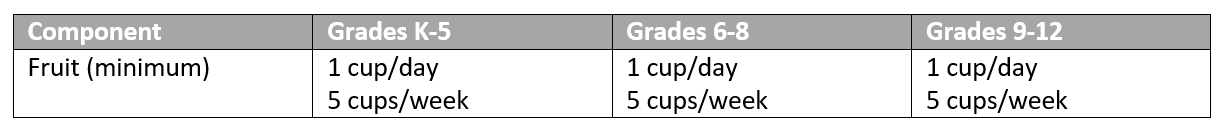 Component Grades K-5 Grades 6-8 Grades 9-12
Fruit (minimum) 1 cup/day 1 cup/day 1 cup/day
5 cups/week 5 cups/week 5 cups/week